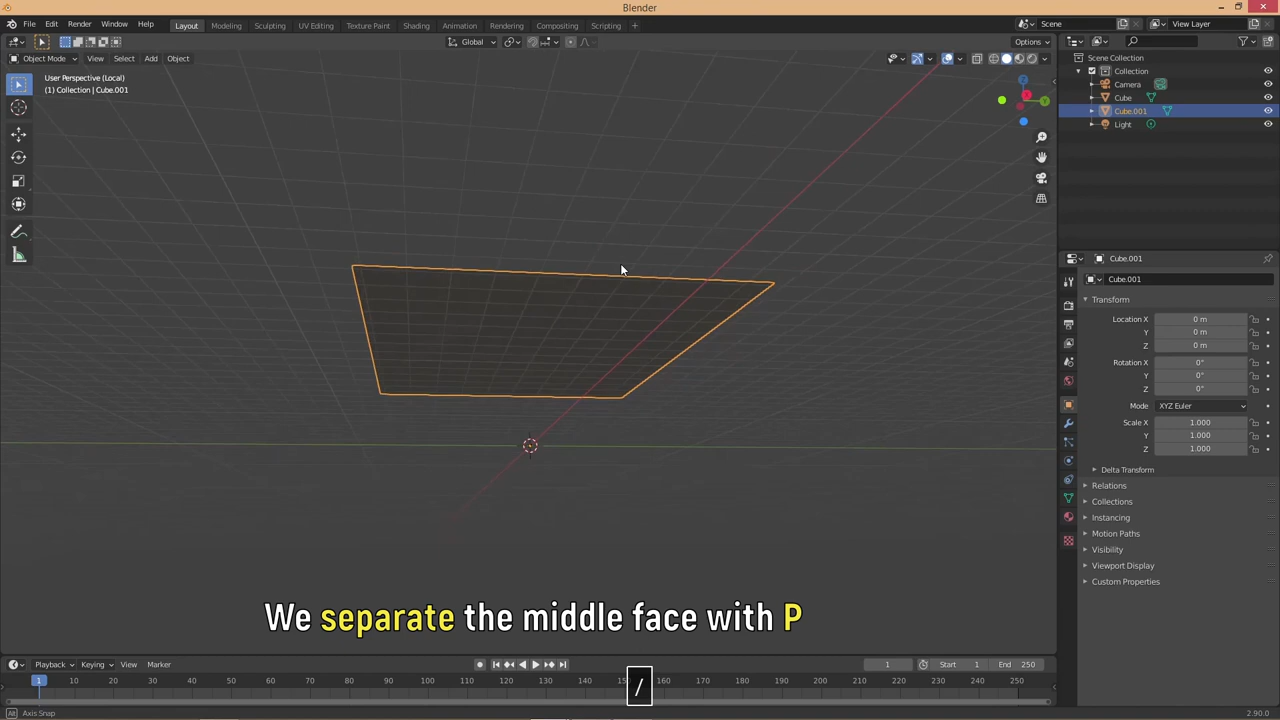 Blender
File Edit Render Window Help Layout Modeling Sculpting UV Editing Texture Paint Shading Animation Rendering Compositing Scripting + Scene View Layer
Global Options
Object Mode View Select Add Object
User Perspective (Local)
(1) Collection | Cube.001
Scene Collection
Collection
Camera
Cube
Cube.001
Light
Cube.001
Cube.001
Transform
Location X 0 m
Y 0 m
Z 0 m
Rotation X 0°
Y 0°
Z 0°
Mode XYZ Euler
Scale X 1.000
Y 1.000
Z 1.000
Delta Transform
Relations
Collections
Instancing
Motion Paths
Visibility
Viewport Display
Custom Properties
We separate the middle face with P
Playback Keying View Marker 1 Start 1 End 250
1 10 20 30 40 50 60 70 80 90 100 110 120 130 140 160 170 180 190 200 210 220 230 240 250
/
Alt Axis Snap 2.90.0